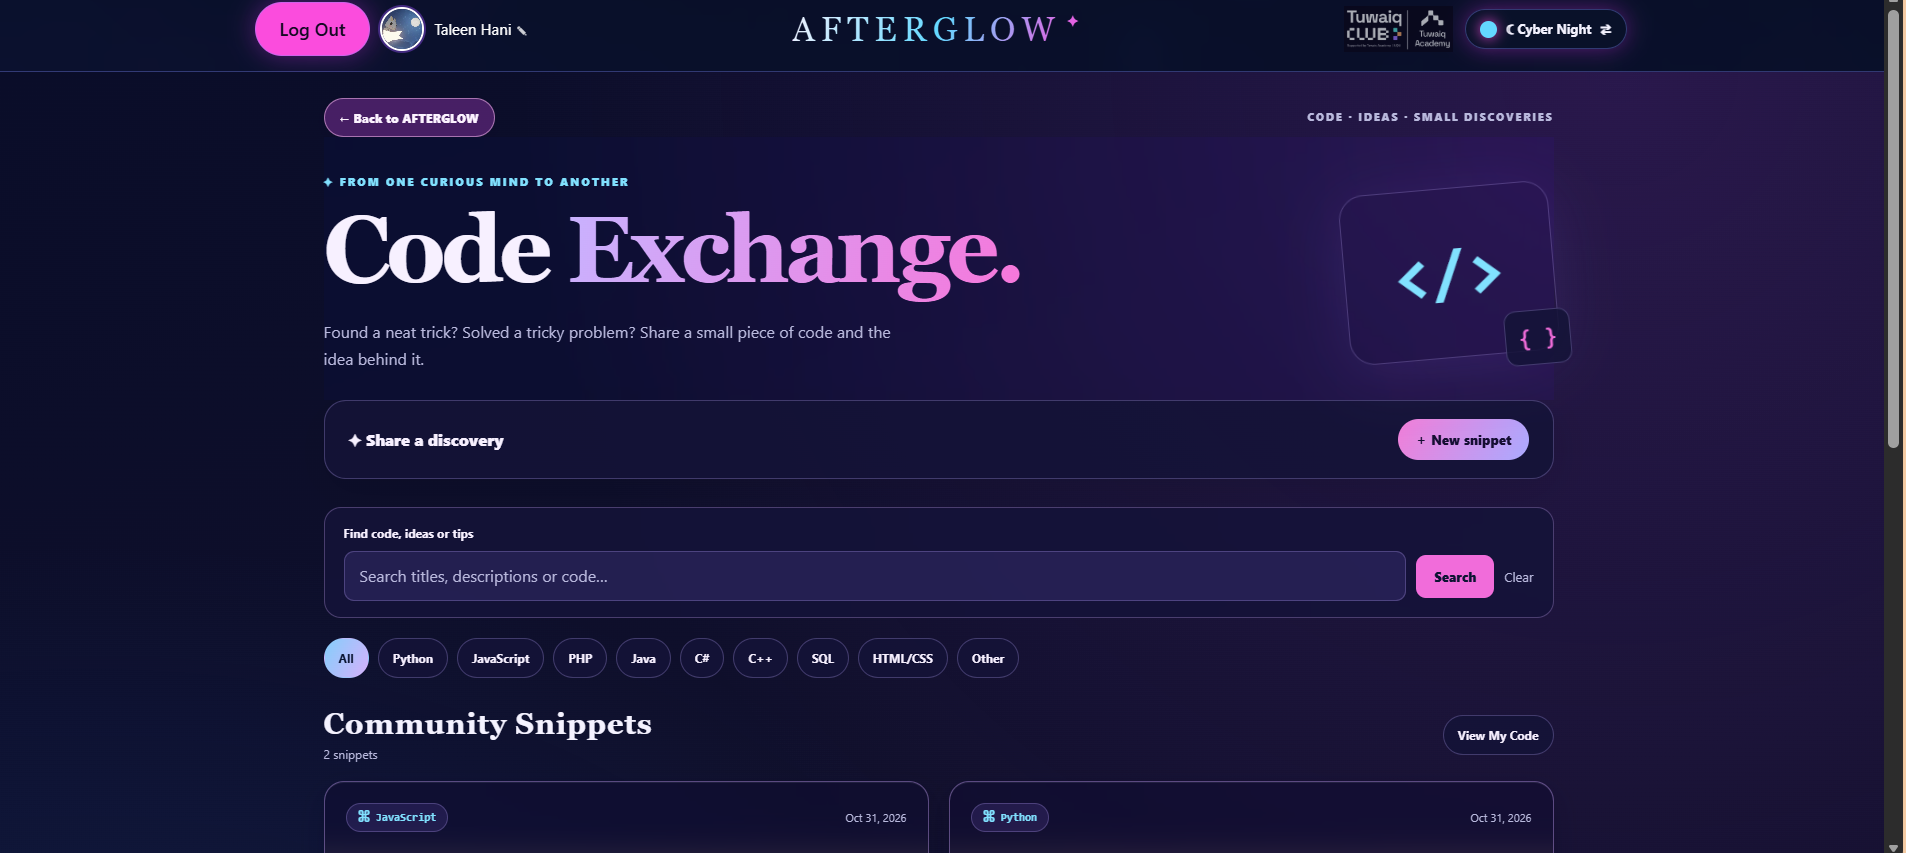 Log Out
Taleen Hani
AFTERGLOW
Tuwaiq
CLUB
Tuwaiq
Academy
Cyber Night
← Back to AFTERGLOW
CODE · IDEAS · SMALL DISCOVERIES
✦ FROM ONE CURIOUS MIND TO ANOTHER
Code Exchange.
</>
{ }
Found a neat trick? Solved a tricky problem? Share a small piece of code and the
idea behind it.
✦ Share a discovery
+ New snippet
Find code, ideas or tips
Search titles, descriptions or code...
Search
Clear
All
Python
JavaScript
PHP
Java
C#
C++
SQL
HTML/CSS
Other
Community Snippets
2 snippets
View My Code
⌘ JavaScript
Oct 31, 2026
⌘ Python
Oct 31, 2026